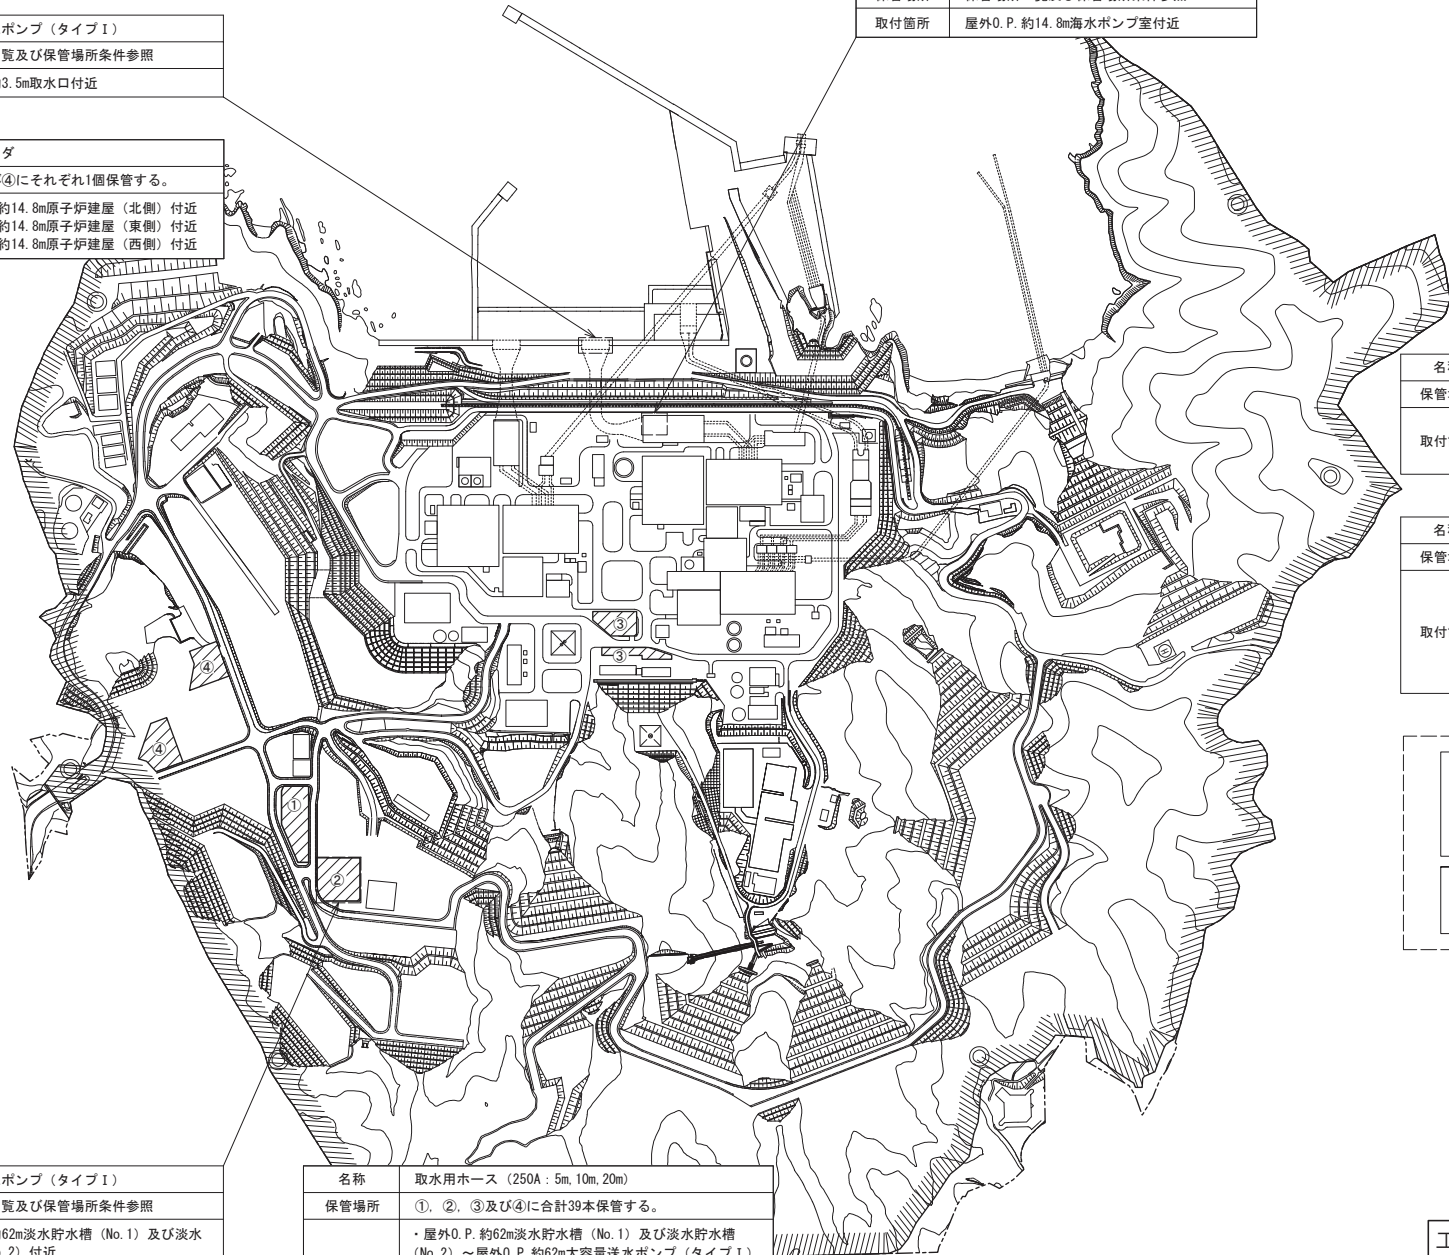 ポンプ（タイプⅠ）
覧及び保管場所条件参照
3.5m取水口付近
取付箇所
屋外O.P.約14.8m海水ポンプ室付近
ダ
④にそれぞれ1個保管する。
約14.8m原子炉建屋（北側）付近
約14.8m原子炉建屋（東側）付近
約14.8m原子炉建屋（西側）付近
名
保管
取付
名
保管
取付
③
③
④
④
①
②
ポンプ（タイプⅠ）
覧及び保管場所条件参照
62m淡水貯水槽（No.1）及び淡水
2）付近
名称
取水用ホース（250A：5m,10m,20m）
保管場所
①，②，③及び④に合計39本保管する。
・屋外O.P.約62m淡水貯水槽（No.1）及び淡水貯水槽
（No.2）～屋外O.P.約62m大容量送水ポンプ（タイプⅠ）